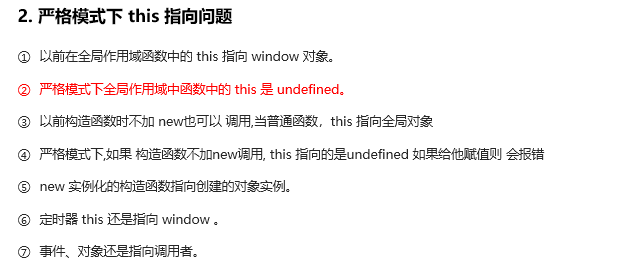 2. 严格模式下 this 指向问题
① 以前在全局作用域函数中的 this 指向 window 对象。
② 严格模式下全局作用域中函数中的 this 是 undefined。
③ 以前构造函数时不加 new也可以 调用,当普通函数，this 指向全局对象
④ 严格模式下,如果 构造函数不加new调用, this 指向的是undefined 如果给他赋值则 会报错
⑤ new 实例化的构造函数指向创建的对象实例。
⑥ 定时器 this 还是指向 window 。
⑦ 事件、对象还是指向调用者。